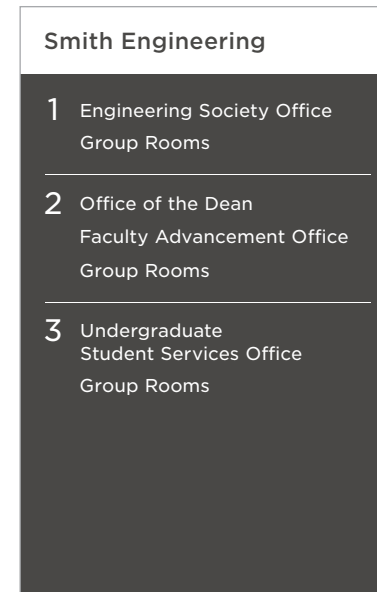 Smith Engineering
1 Engineering Society Office
Group Rooms
2 Office of the Dean
Faculty Advancement Office
Group Rooms
3 Undergraduate
Student Services Office
Group Rooms